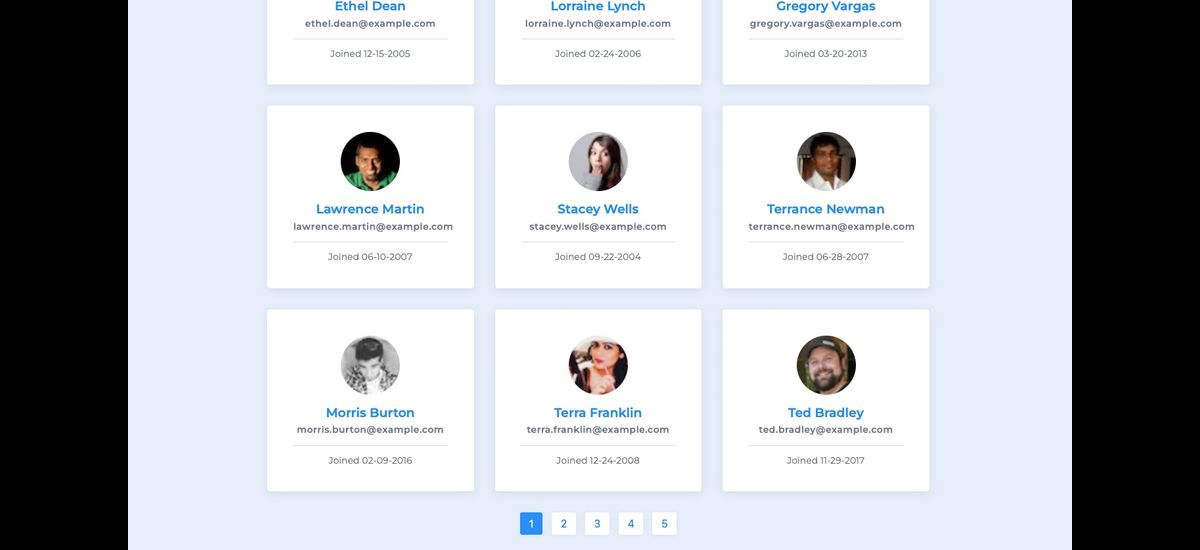 Ethel Dean
ethel.dean@example.com
Joined 12-15-2005
Lorraine Lynch
lorraine.lynch@example.com
Joined 02-24-2006
Gregory Vargas
gregory.vargas@example.com
Joined 03-20-2013
Lawrence Martin
lawrence.martin@example.com
Joined 06-10-2007
Stacey Wells
stacey.wells@example.com
Joined 09-22-2004
Terrance Newman
terrance.newman@example.com
Joined 06-28-2007
Morris Burton
morris.burton@example.com
Joined 02-09-2016
Terra Franklin
terra.franklin@example.com
Joined 12-24-2008
Ted Bradley
ted.bradley@example.com
Joined 11-29-2017
1 2 3 4 5